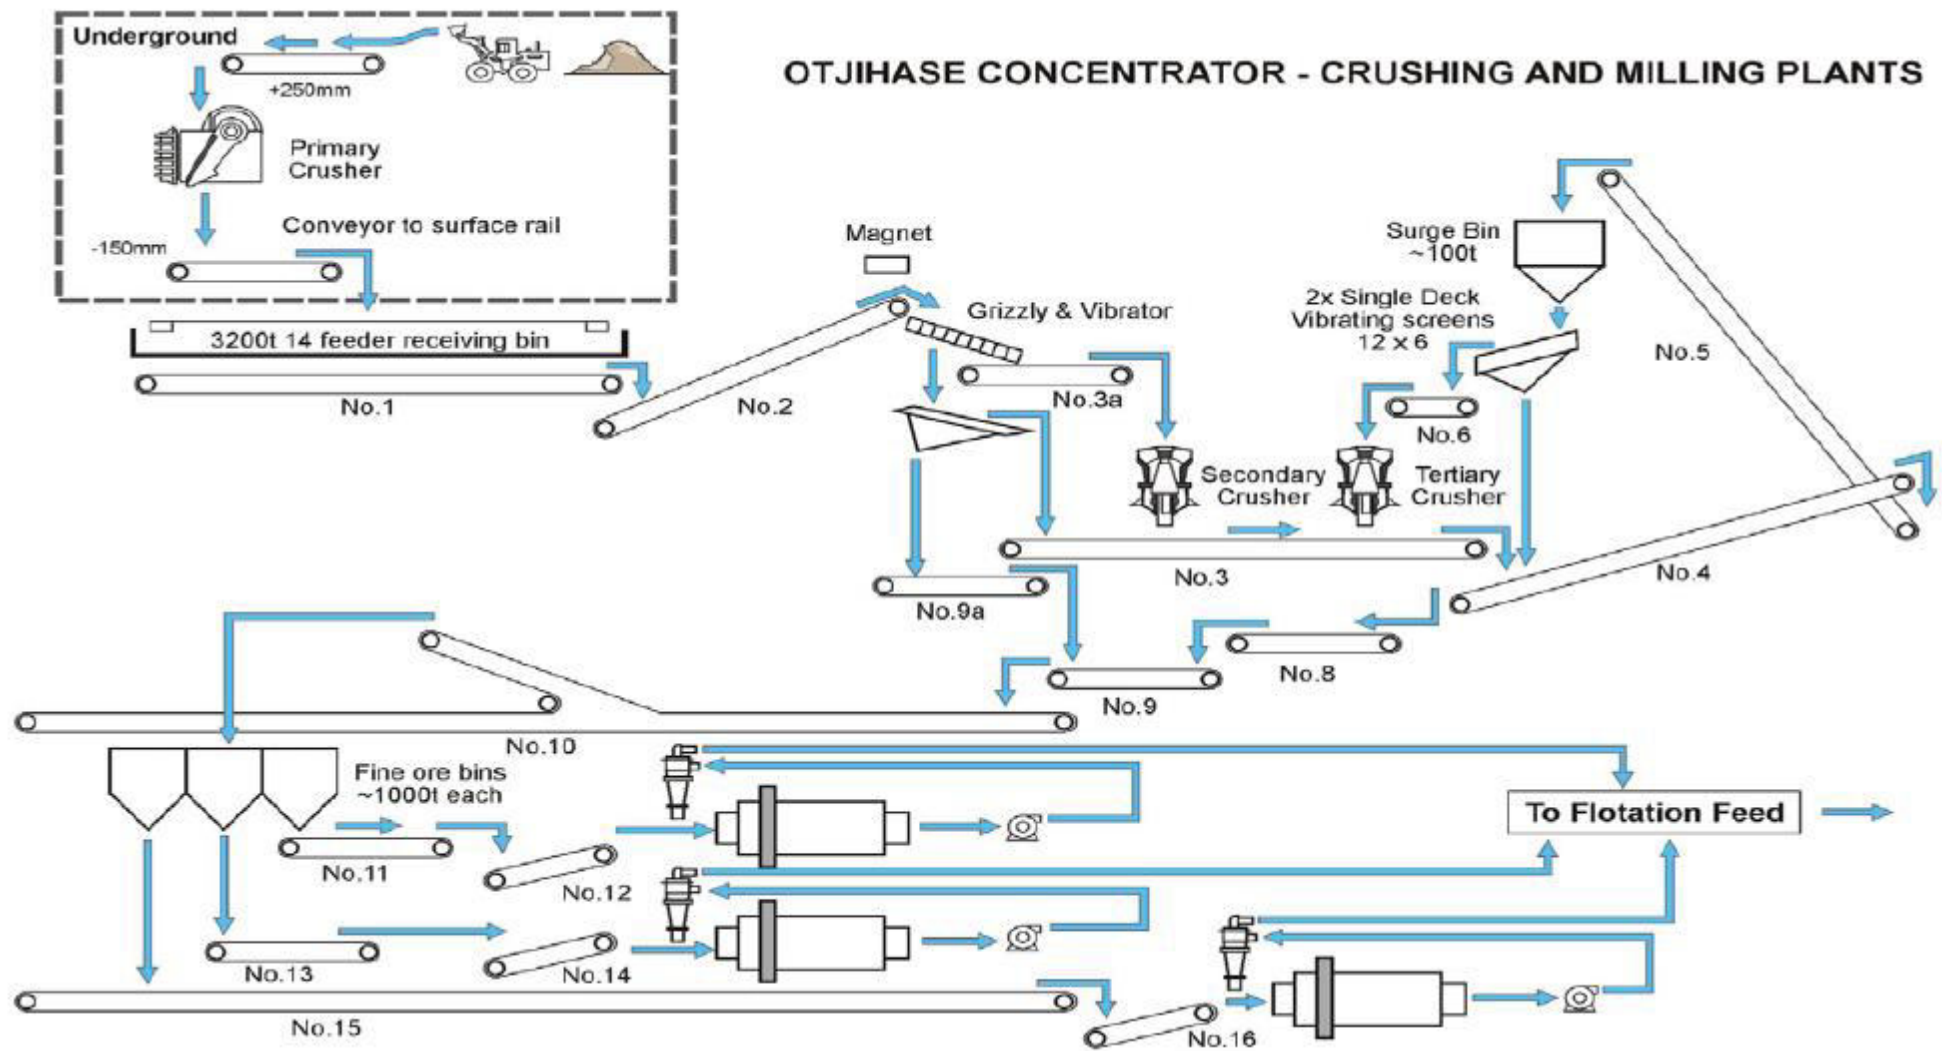 Underground
+250mm
OTJIHASE CONCENTRATOR - CRUSHING AND MILLING PLANTS
Primary
Crusher
Conveyor to surface rail
-150mm
3200t 14 feeder receiving bin
No.1
No.2
Magnet
Grizzly & Vibrator
No.3a
Surge Bin
~100t
2x Single Deck
Vibrating screens
12 x 6
No.5
No.6
Secondary
Crusher
Tertiary
Crusher
No.3
No.4
No.9a
No.8
No.9
No.10
Fine ore bins
~1000t each
No.11
No.12
To Flotation Feed
No.13
No.14
No.15
No.16